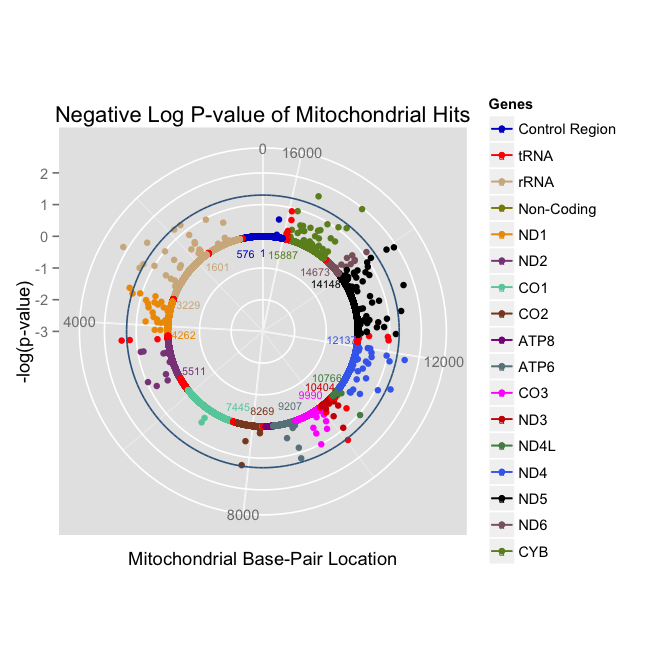 Negative Log P-value of Mitochondrial Hits
Genes
Control Region
tRNA
rRNA
Non-Coding
ND1
ND2
CO1
CO2
ATP8
ATP6
CO3
ND3
ND4L
ND4
ND5
ND6
CYB
0
16000
12000
8000
4000
2
1
0
-1
-2
-3
-log(p-value)
576
1
15887
1601
14673
14148
3229
4262
12137
5511
10766
10404
9990
7445
8269
9207
Mitochondrial Base-Pair Location